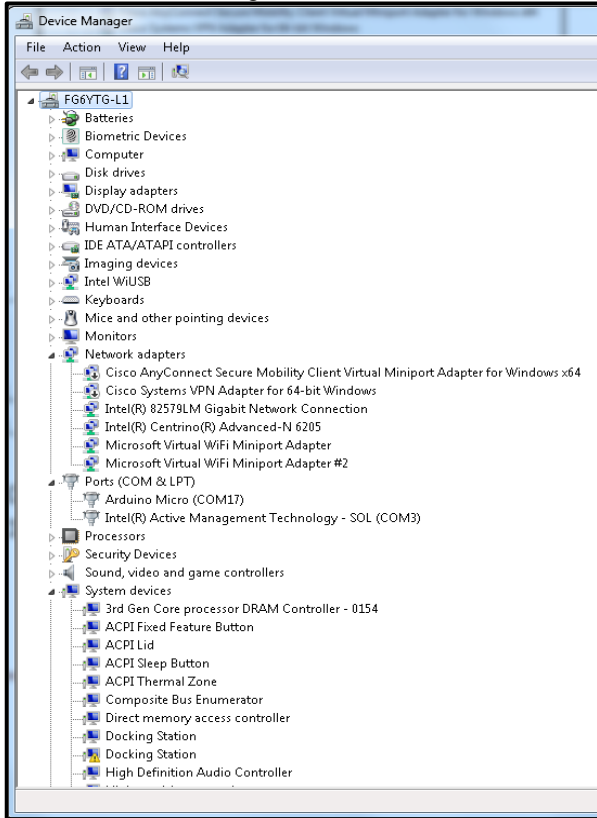 Device Manager
File Action View Help
FG6YTG-L1
Batteries
Biometric Devices
Computer
Disk drives
Display adapters
DVD/CD-ROM drives
Human Interface Devices
IDE ATA/ATAPI controllers
Imaging devices
Intel WiUSB
Keyboards
Mice and other pointing devices
Monitors
Network adapters
Cisco AnyConnect Secure Mobility Client Virtual Miniport Adapter for Windows x64
Cisco Systems VPN Adapter for 64-bit Windows
Intel(R) 82579LM Gigabit Network Connection
Intel(R) Centrino(R) Advanced-N 6205
Microsoft Virtual WiFi Miniport Adapter
Microsoft Virtual WiFi Miniport Adapter #2
Ports (COM & LPT)
Arduino Micro (COM17)
Intel(R) Active Management Technology - SOL (COM3)
Processors
Security Devices
Sound, video and game controllers
System devices
3rd Gen Core processor DRAM Controller - 0154
ACPI Fixed Feature Button
ACPI Lid
ACPI Sleep Button
ACPI Thermal Zone
Composite Bus Enumerator
Direct memory access controller
Docking Station
Docking Station
High Definition Audio Controller